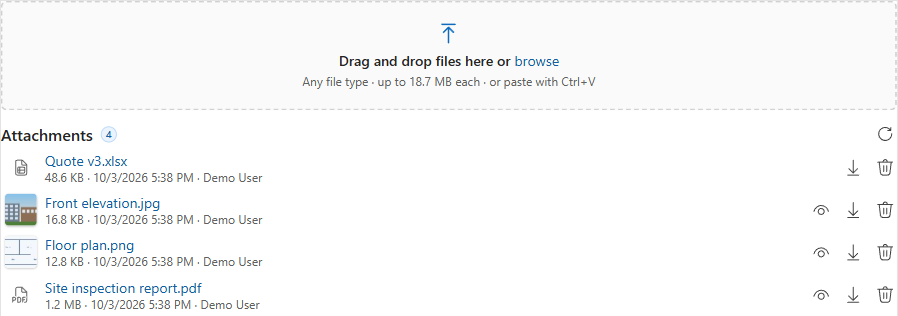 Drag and drop files here or browse
Any file type · up to 18.7 MB each · or paste with Ctrl+V
Attachments 4
Quote v3.xlsx
48.6 KB · 10/3/2026 5:38 PM · Demo User
Front elevation.jpg
16.8 KB · 10/3/2026 5:38 PM · Demo User
Floor plan.png
12.8 KB · 10/3/2026 5:38 PM · Demo User
PDF
Site inspection report.pdf
1.2 MB · 10/3/2026 5:38 PM · Demo User